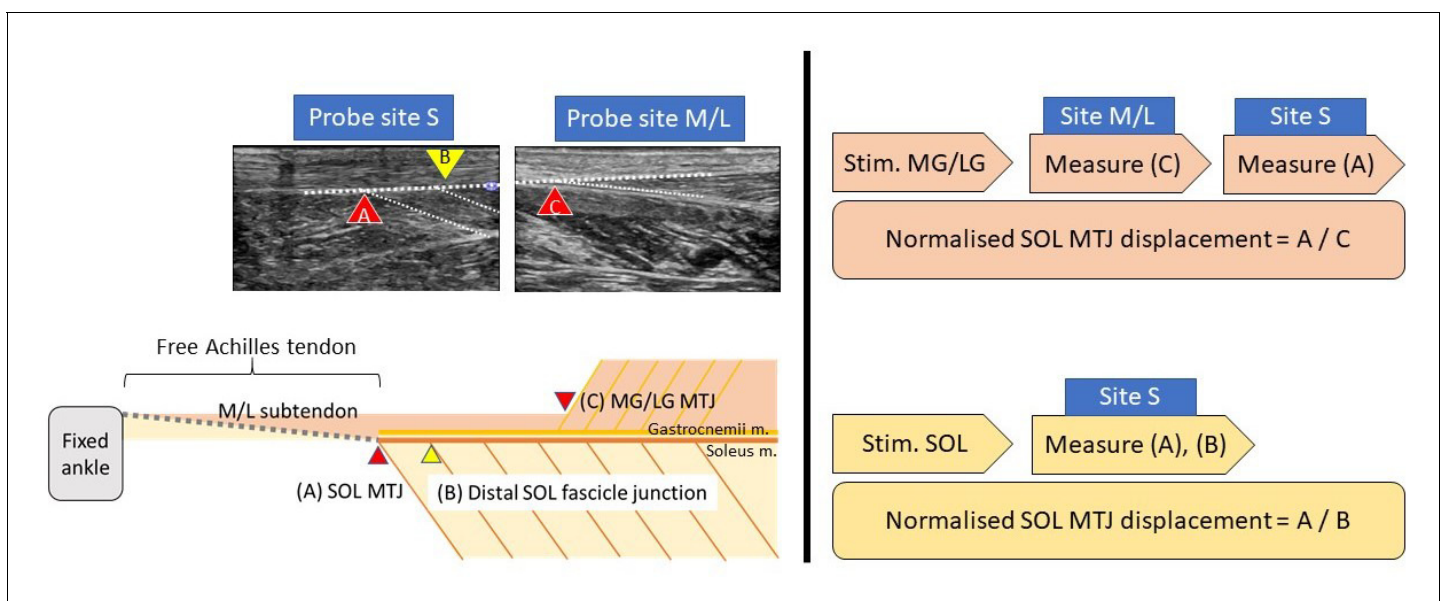 Probe site S
Probe site M/L
B
A
C
Free Achilles tendon
M/L subtendon
Fixed
ankle
(C) MG/LG MTJ
Gastrocnemii m.
Soleus m.
(A) SOL MTJ
(B) Distal SOL fascicle junction
Site M/L
Site S
Stim. MG/LG
Measure (C)
Measure (A)
Normalised SOL MTJ displacement = A / C
Site S
Stim. SOL
Measure (A), (B)
Normalised SOL MTJ displacement = A / B